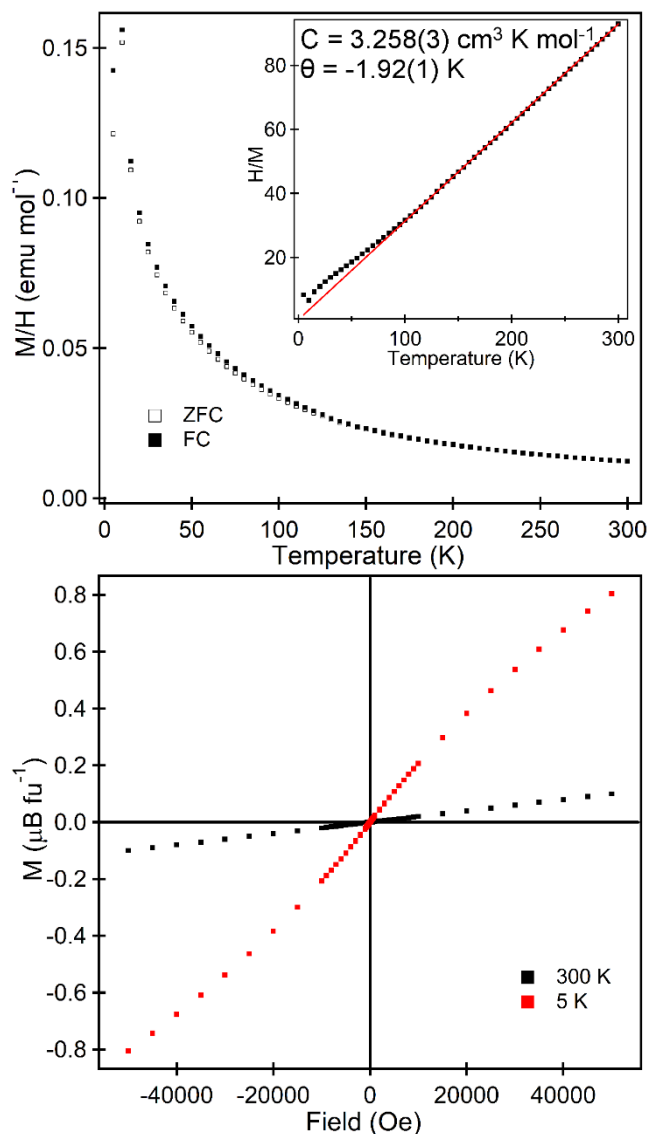 C = 3.258(3) cm³ K mol⁻¹
θ = -1.92(1) K
0.15
0.10
0.05
0.00
M/H (emu mol⁻¹)
80
60
40
20
H/M
0 100 200 300
Temperature (K)
ZFC
FC
0 50 100 150 200 250 300
Temperature (K)
0.8
0.6
0.4
0.2
0.0
-0.2
-0.4
-0.6
-0.8
M (μB fu⁻¹)
300 K
5 K
-40000 -20000 0 20000 40000
Field (Oe)